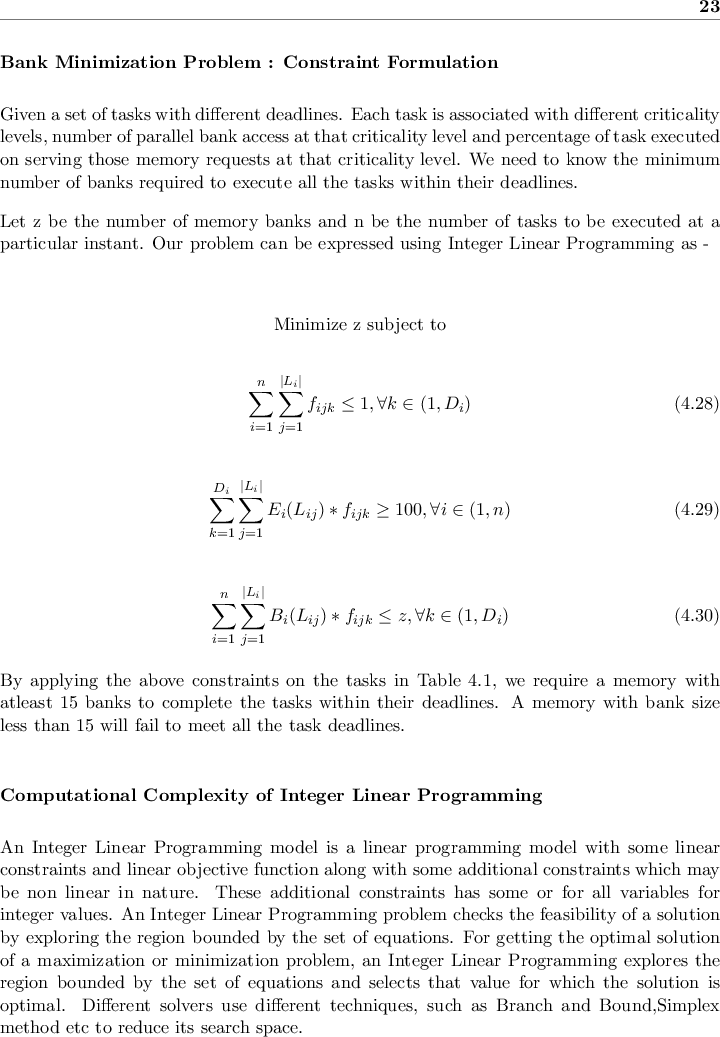 23
Bank Minimization Problem : Constraint Formulation
Given a set of tasks with different deadlines. Each task is associated with different criticality
levels, number of parallel bank access at that criticality level and percentage of task executed
on serving those memory requests at that criticality level. We need to know the minimum
number of banks required to execute all the tasks within their deadlines.
Let z be the number of memory banks and n be the number of tasks to be executed at a
particular instant. Our problem can be expressed using Integer Linear Programming as -
Minimize z subject to
$\sum_{i=1}^{n} \sum_{j=1}^{|L_i|} f_{ijk} \leq 1, \forall k \in (1, D_i)$ (4.28)
$\sum_{k=1}^{D_i} \sum_{j=1}^{|L_i|} E_i(L_{ij}) * f_{ijk} \geq 100, \forall i \in (1, n)$ (4.29)
$\sum_{i=1}^{n} \sum_{j=1}^{|L_i|} B_i(L_{ij}) * f_{ijk} \leq z, \forall k \in (1, D_i)$ (4.30)
By applying the above constraints on the tasks in Table 4.1, we require a memory with
atleast 15 banks to complete the tasks within their deadlines. A memory with bank size
less than 15 will fail to meet all the task deadlines.
Computational Complexity of Integer Linear Programming
An Integer Linear Programming model is a linear programming model with some linear
constraints and linear objective function along with some additional constraints which may
be non linear in nature. These additional constraints has some or for all variables for
integer values. An Integer Linear Programming problem checks the feasibility of a solution
by exploring the region bounded by the set of equations. For getting the optimal solution
of a maximization or minimization problem, an Integer Linear Programming explores the
region bounded by the set of equations and selects that value for which the solution is
optimal. Different solvers use different techniques, such as Branch and Bound,Simplex
method etc to reduce its search space.